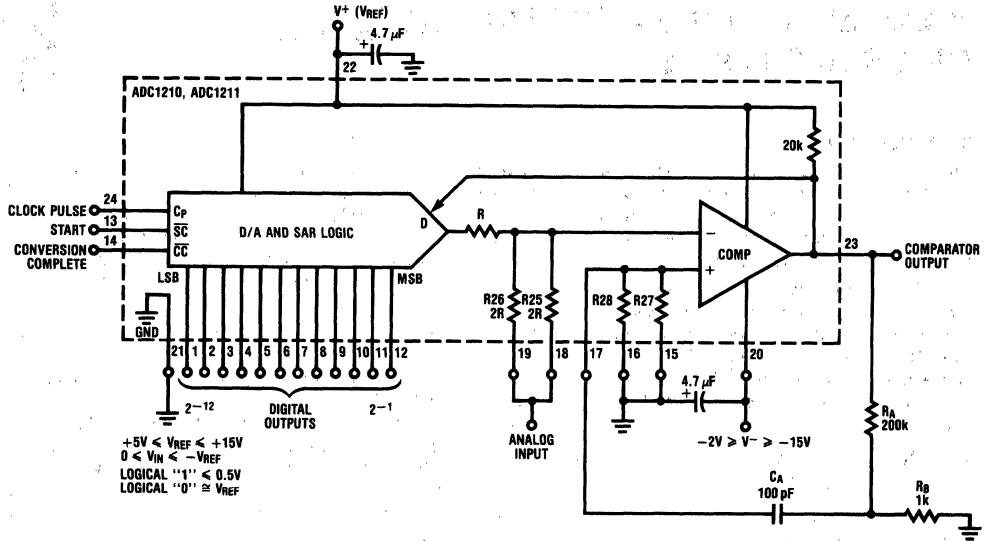 V+ (VREF)
+ 4.7 µF
22
ADC1210, ADC1211
20k
24
CLOCK PULSE
CP
13
START
SC
D/A AND SAR LOGIC
D
R
14
CONVERSION
COMPLETE
CC
LSB
MSB
−
COMP
+
23
COMPARATOR
OUTPUT
R26
2R
R25
2R
R28
R27
GND
21 1 2 3 4 5 6 7 8 9 10 11 12
19 18 17 16 15 20
2−12
DIGITAL
OUTPUTS
2−1
ANALOG
INPUT
4.7 µF
+
−2V ≥ V− ≥ −15V
+5V ≤ VREF ≤ +15V
0 ≤ VIN ≤ −VREF
LOGICAL "1" ≤ 0.5V
LOGICAL "0" ≅ VREF
RA
200k
CA
100 pF
RB
1k